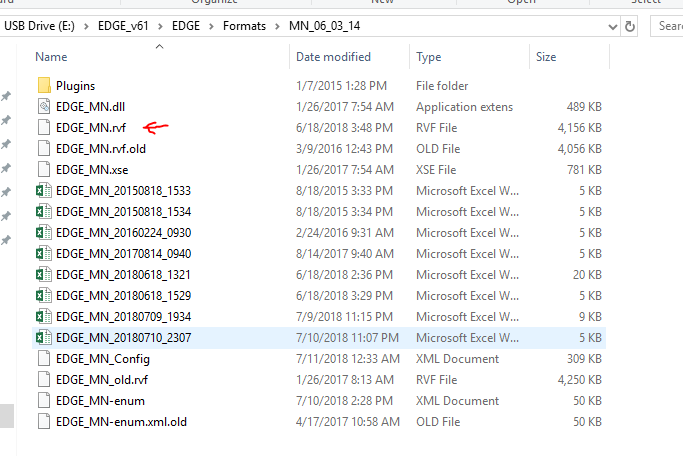 Organize New Open Select
USB Drive (E:) > EDGE_v61 > EDGE > Formats > MN_06_03_14 Searc
Name Date modified Type Size
Plugins 1/7/2015 1:28 PM File folder
EDGE_MN.dll 1/26/2017 7:54 AM Application extens 489 KB
EDGE_MN.rvf 6/18/2018 3:48 PM RVF File 4,156 KB
EDGE_MN.rvf.old 3/9/2016 12:43 PM OLD File 4,056 KB
EDGE_MN.xse 1/26/2017 7:54 AM XSE File 781 KB
EDGE_MN_20150818_1533 8/18/2015 3:33 PM Microsoft Excel W... 5 KB
EDGE_MN_20150818_1534 8/18/2015 3:34 PM Microsoft Excel W... 5 KB
EDGE_MN_20160224_0930 2/24/2016 9:31 AM Microsoft Excel W... 5 KB
EDGE_MN_20170814_0940 8/14/2017 9:40 AM Microsoft Excel W... 5 KB
EDGE_MN_20180618_1321 6/18/2018 2:36 PM Microsoft Excel W... 20 KB
EDGE_MN_20180618_1529 6/18/2018 3:29 PM Microsoft Excel W... 5 KB
EDGE_MN_20180709_1934 7/9/2018 11:15 PM Microsoft Excel W... 9 KB
EDGE_MN_20180710_2307 7/10/2018 11:07 PM Microsoft Excel W... 5 KB
EDGE_MN_Config 7/11/2018 12:33 AM XML Document 309 KB
EDGE_MN_old.rvf 1/26/2017 8:13 AM RVF File 4,250 KB
EDGE_MN-enum 7/10/2018 2:28 PM XML Document 50 KB
EDGE_MN-enum.xml.old 4/17/2017 10:58 AM OLD File 50 KB